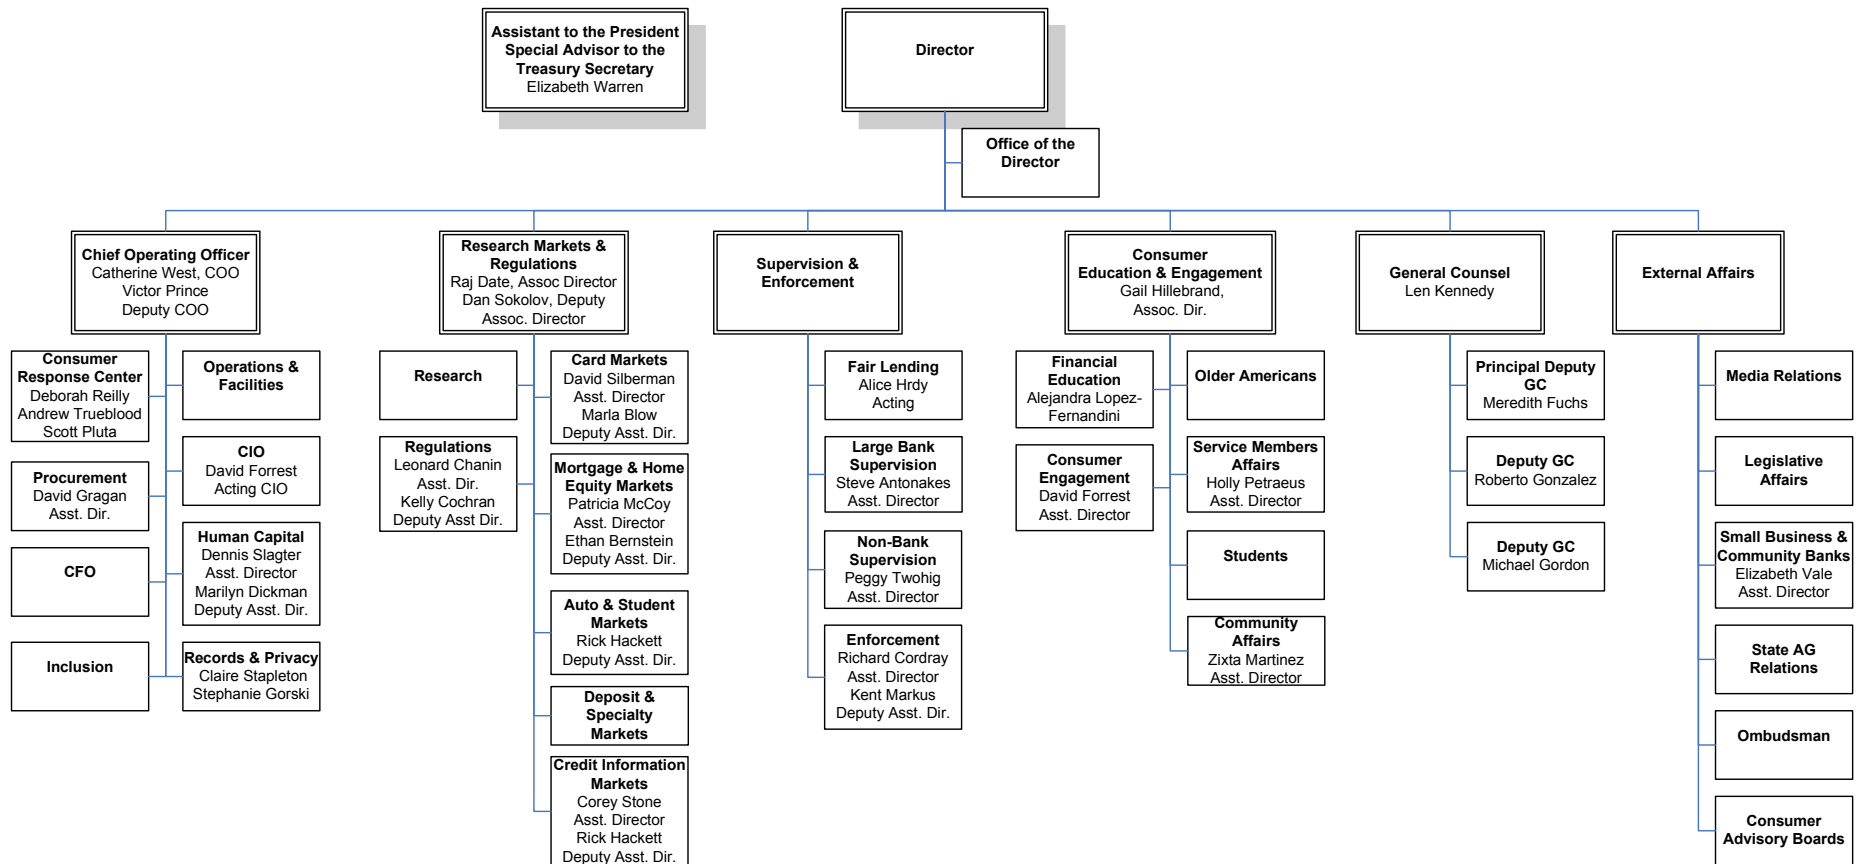 Assistant to the President
Special Advisor to the
Treasury Secretary
Elizabeth Warren
Director
Office of the
Director
Chief Operating Officer
Catherine West, COO
Victor Prince
Deputy COO
Research Markets &
Regulations
Raj Date, Assoc Director
Dan Sokolov, Deputy
Assoc. Director
Supervision &
Enforcement
Consumer
Education & Engagement
Gail Hillebrand,
Assoc. Dir.
General Counsel
Len Kennedy
External Affairs
Consumer
Response Center
Deborah Reilly
Andrew Trueblood
Scott Pluta
Operations &
Facilities
Procurement
David Gragan
Asst. Dir.
CIO
David Forrest
Acting CIO
CFO
Human Capital
Dennis Slagter
Asst. Director
Marilyn Dickman
Deputy Asst. Dir.
Inclusion
Records & Privacy
Claire Stapleton
Stephanie Gorski
Research
Card Markets
David Silberman
Asst. Director
Marla Blow
Deputy Asst. Dir.
Regulations
Leonard Chanin
Asst. Dir.
Kelly Cochran
Deputy Asst Dir.
Mortgage & Home
Equity Markets
Patricia McCoy
Asst. Director
Ethan Bernstein
Deputy Asst. Dir.
Auto & Student
Markets
Rick Hackett
Deputy Asst. Dir.
Deposit &
Specialty
Markets
Credit Information
Markets
Corey Stone
Asst. Director
Rick Hackett
Deputy Asst. Dir.
Fair Lending
Alice Hrdy
Acting
Large Bank
Supervision
Steve Antonakes
Asst. Director
Non-Bank
Supervision
Peggy Twohig
Asst. Director
Enforcement
Richard Cordray
Asst. Director
Kent Markus
Deputy Asst. Dir.
Financial
Education
Alejandra Lopez-
Fernandini
Older Americans
Consumer
Engagement
David Forrest
Asst. Director
Service Members
Affairs
Holly Petraeus
Asst. Director
Students
Community
Affairs
Zixta Martinez
Asst. Director
Principal Deputy
GC
Meredith Fuchs
Deputy GC
Roberto Gonzalez
Deputy GC
Michael Gordon
Media Relations
Legislative
Affairs
Small Business &
Community Banks
Elizabeth Vale
Asst. Director
State AG
Relations
Ombudsman
Consumer
Advisory Boards